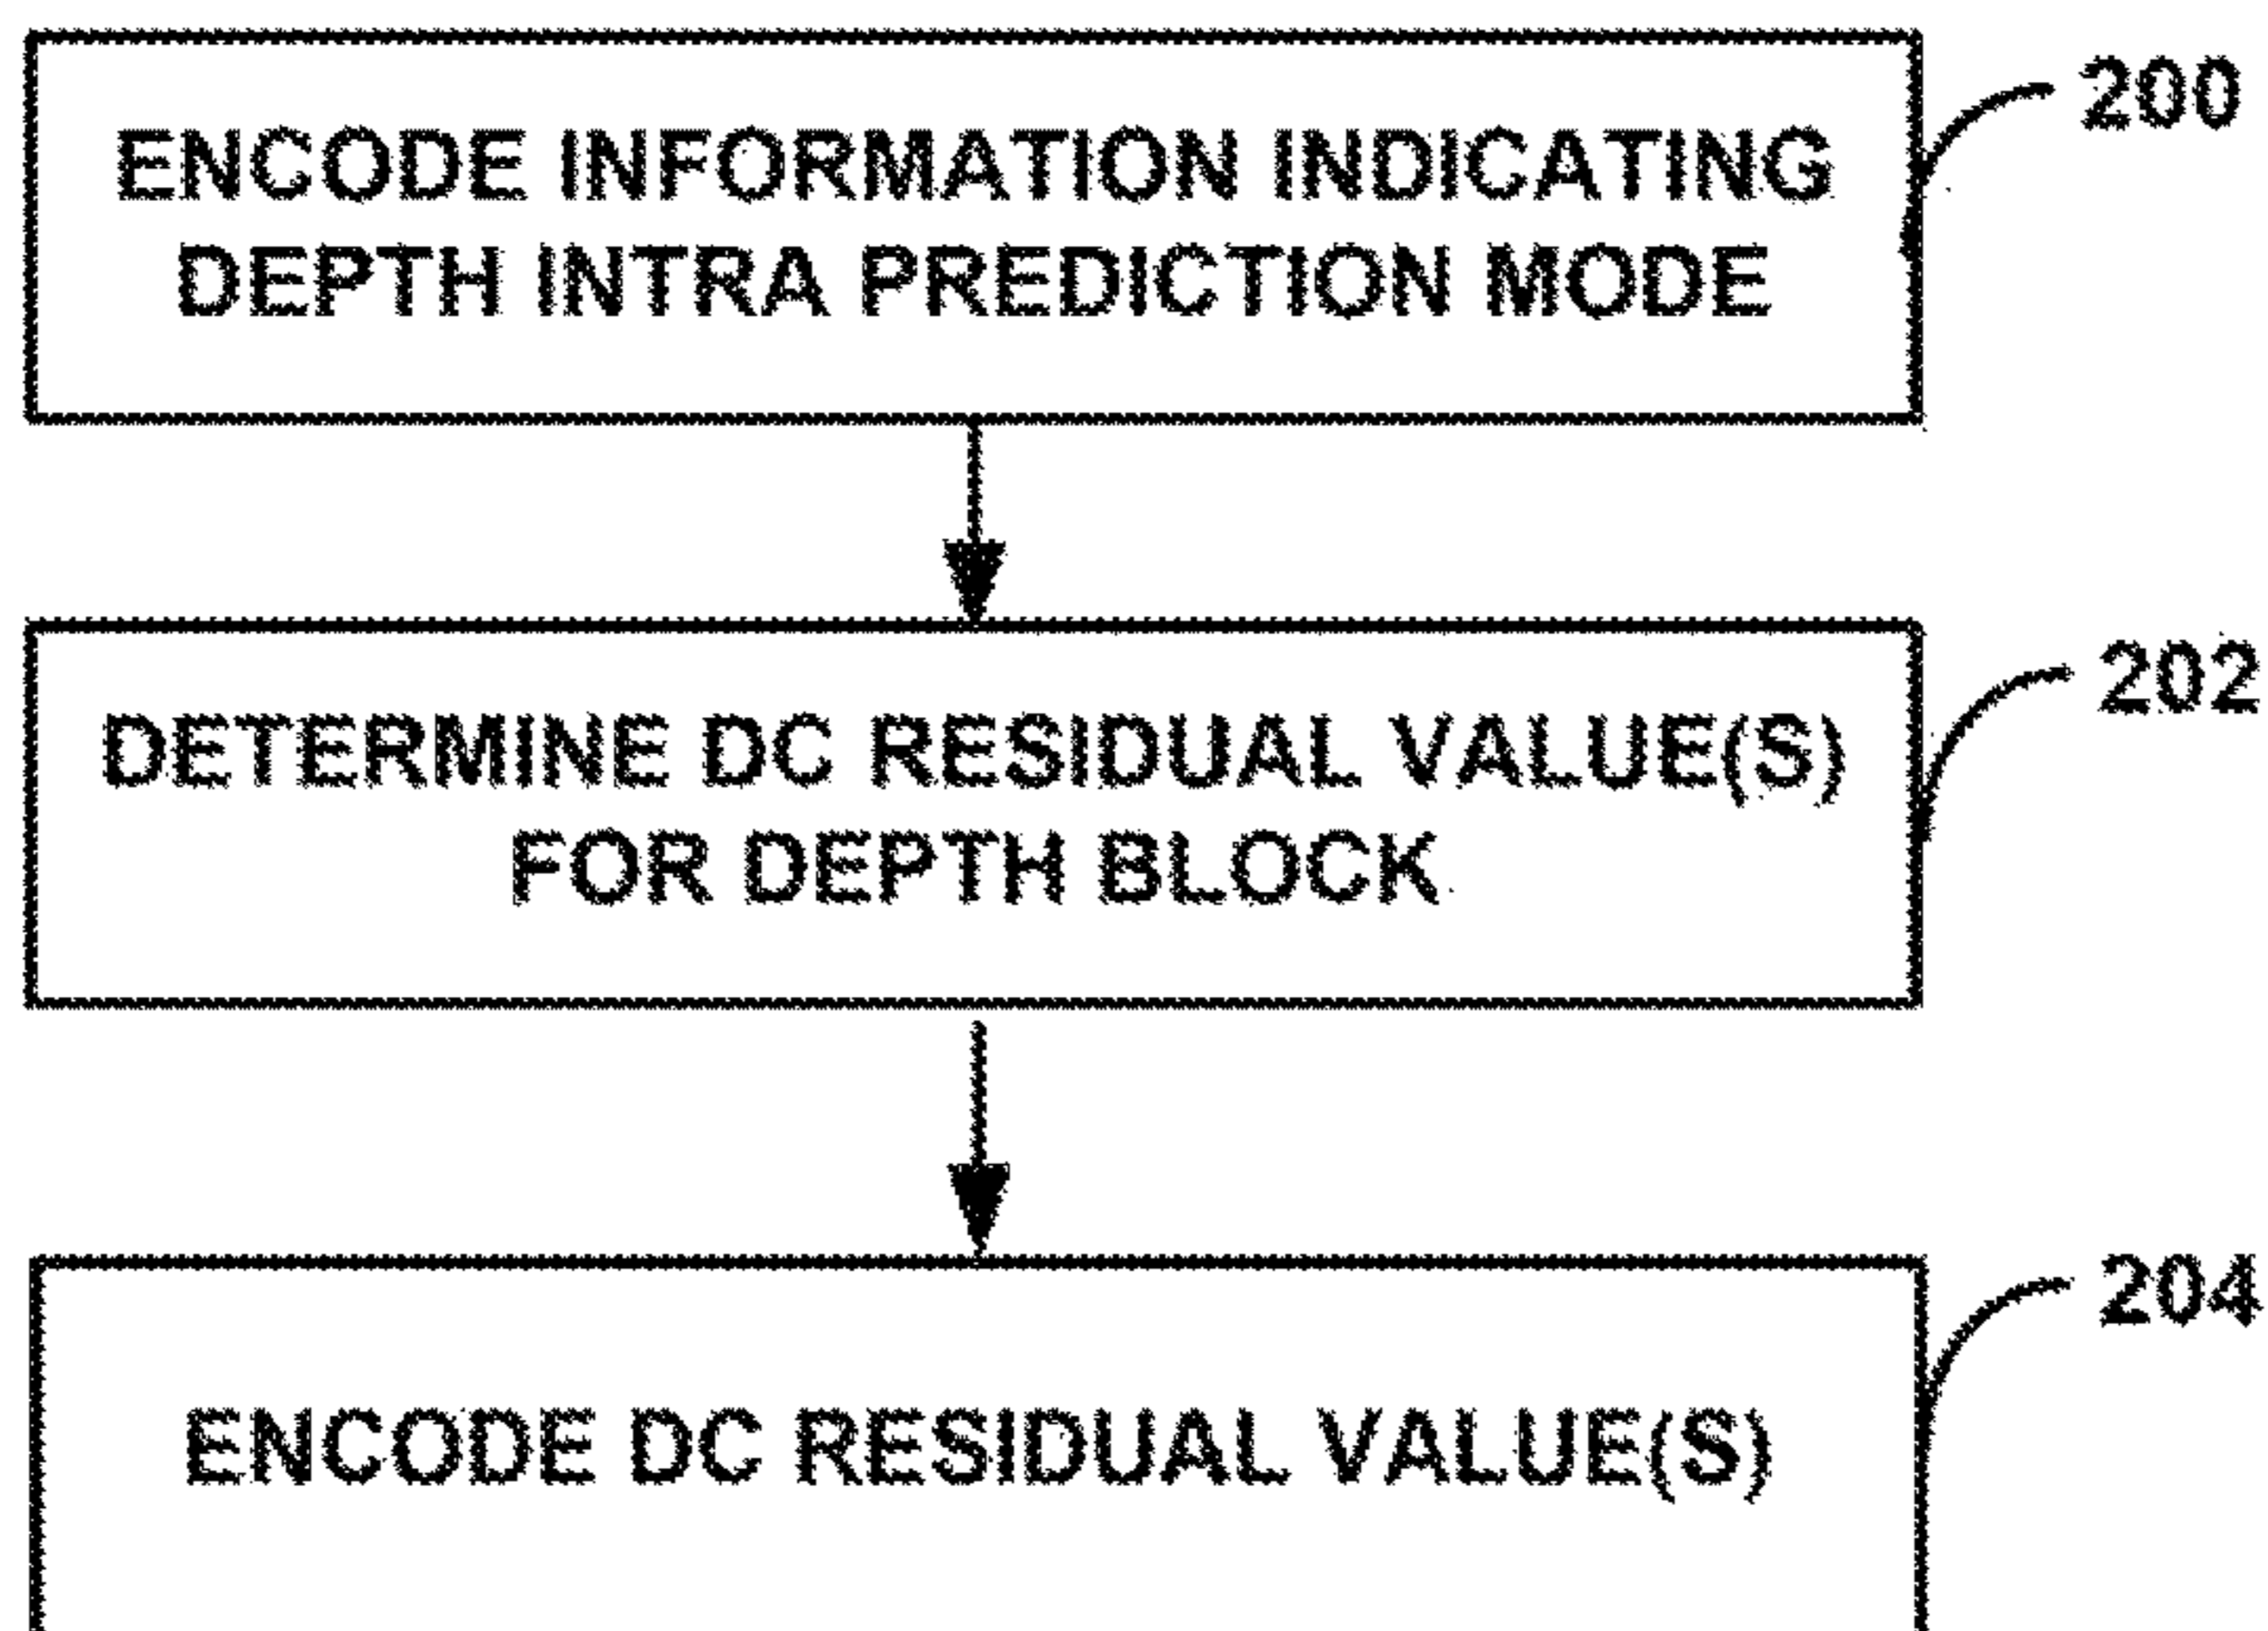 200
ENCODE INFORMATION INDICATING
DEPTH INTRA PREDICTION MODE
202
DETERMINE DC RESIDUAL VALUE(S)
FOR DEPTH BLOCK
204
ENCODE DC RESIDUAL VALUE(S)